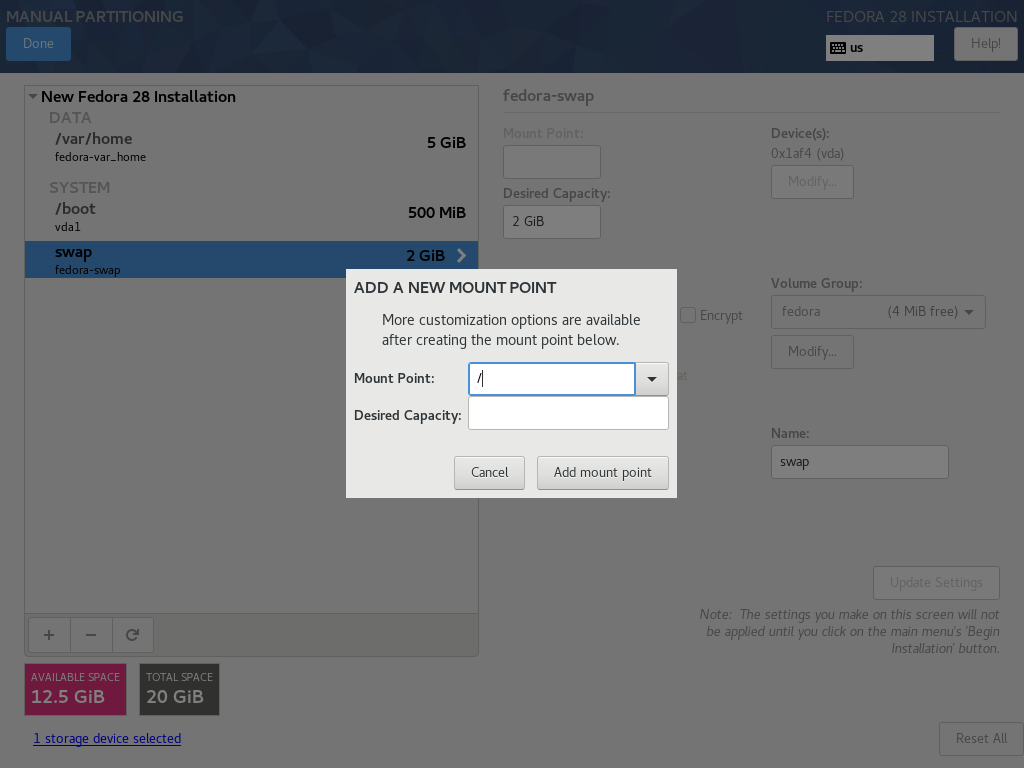 MANUAL PARTITIONING
FEDORA 28 INSTALLATION
Done
us
Help!
New Fedora 28 Installation
DATA
/var/home
5 GiB
fedora-var_home
SYSTEM
/boot
500 MiB
vda1
swap
2 GiB
fedora-swap
fedora-swap
Mount Point:
Device(s):
0x1af4 (vda)
Modify...
Desired Capacity:
2 GiB
Volume Group:
Encrypt
fedora (4 MiB free)
Modify...
Name:
swap
ADD A NEW MOUNT POINT
More customization options are available
after creating the mount point below.
Mount Point: /
Desired Capacity:
Cancel
Add mount point
Update Settings
Note: The settings you make on this screen will not
be applied until you click on the main menu's 'Begin
Installation' button.
+ −
AVAILABLE SPACE
12.5 GiB
TOTAL SPACE
20 GiB
1 storage device selected
Reset All